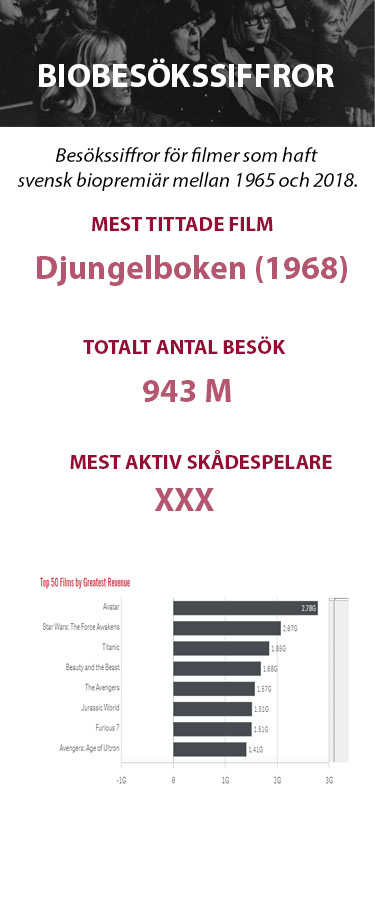 BIOBESÖKSSIFFROR
Besökssiffror för filmer som haft
svensk biopremiär mellan 1965 och 2018.
MEST TITTADE FILM
Djungelboken (1968)
TOTALT ANTAL BESÖK
943 M
MEST AKTIV SKÅDESPELARE
XXX
Top 50 Films by Greatest Revenue
Avatar 2.78G
Star Wars: The Force Awakens 2.07G
Titanic 1.85G
Beauty and the Beast 1.68G
The Avengers 1.57G
Jurassic World 1.51G
Furious 7 1.51G
Avengers: Age of Ultron 1.41G
-1G 0 1G 2G 3G